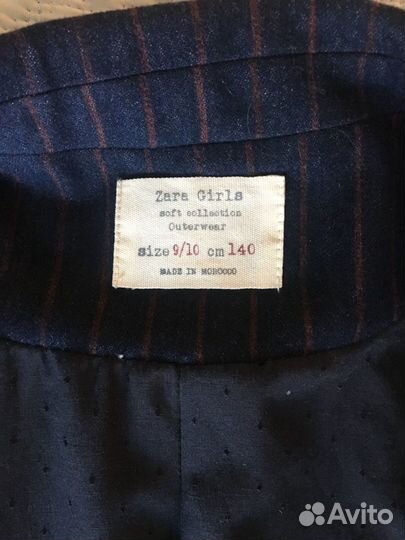 Zara Girls
soft collection
Outerwear
size 9/10 cm 140
MADE IN MOROCCO
Avito